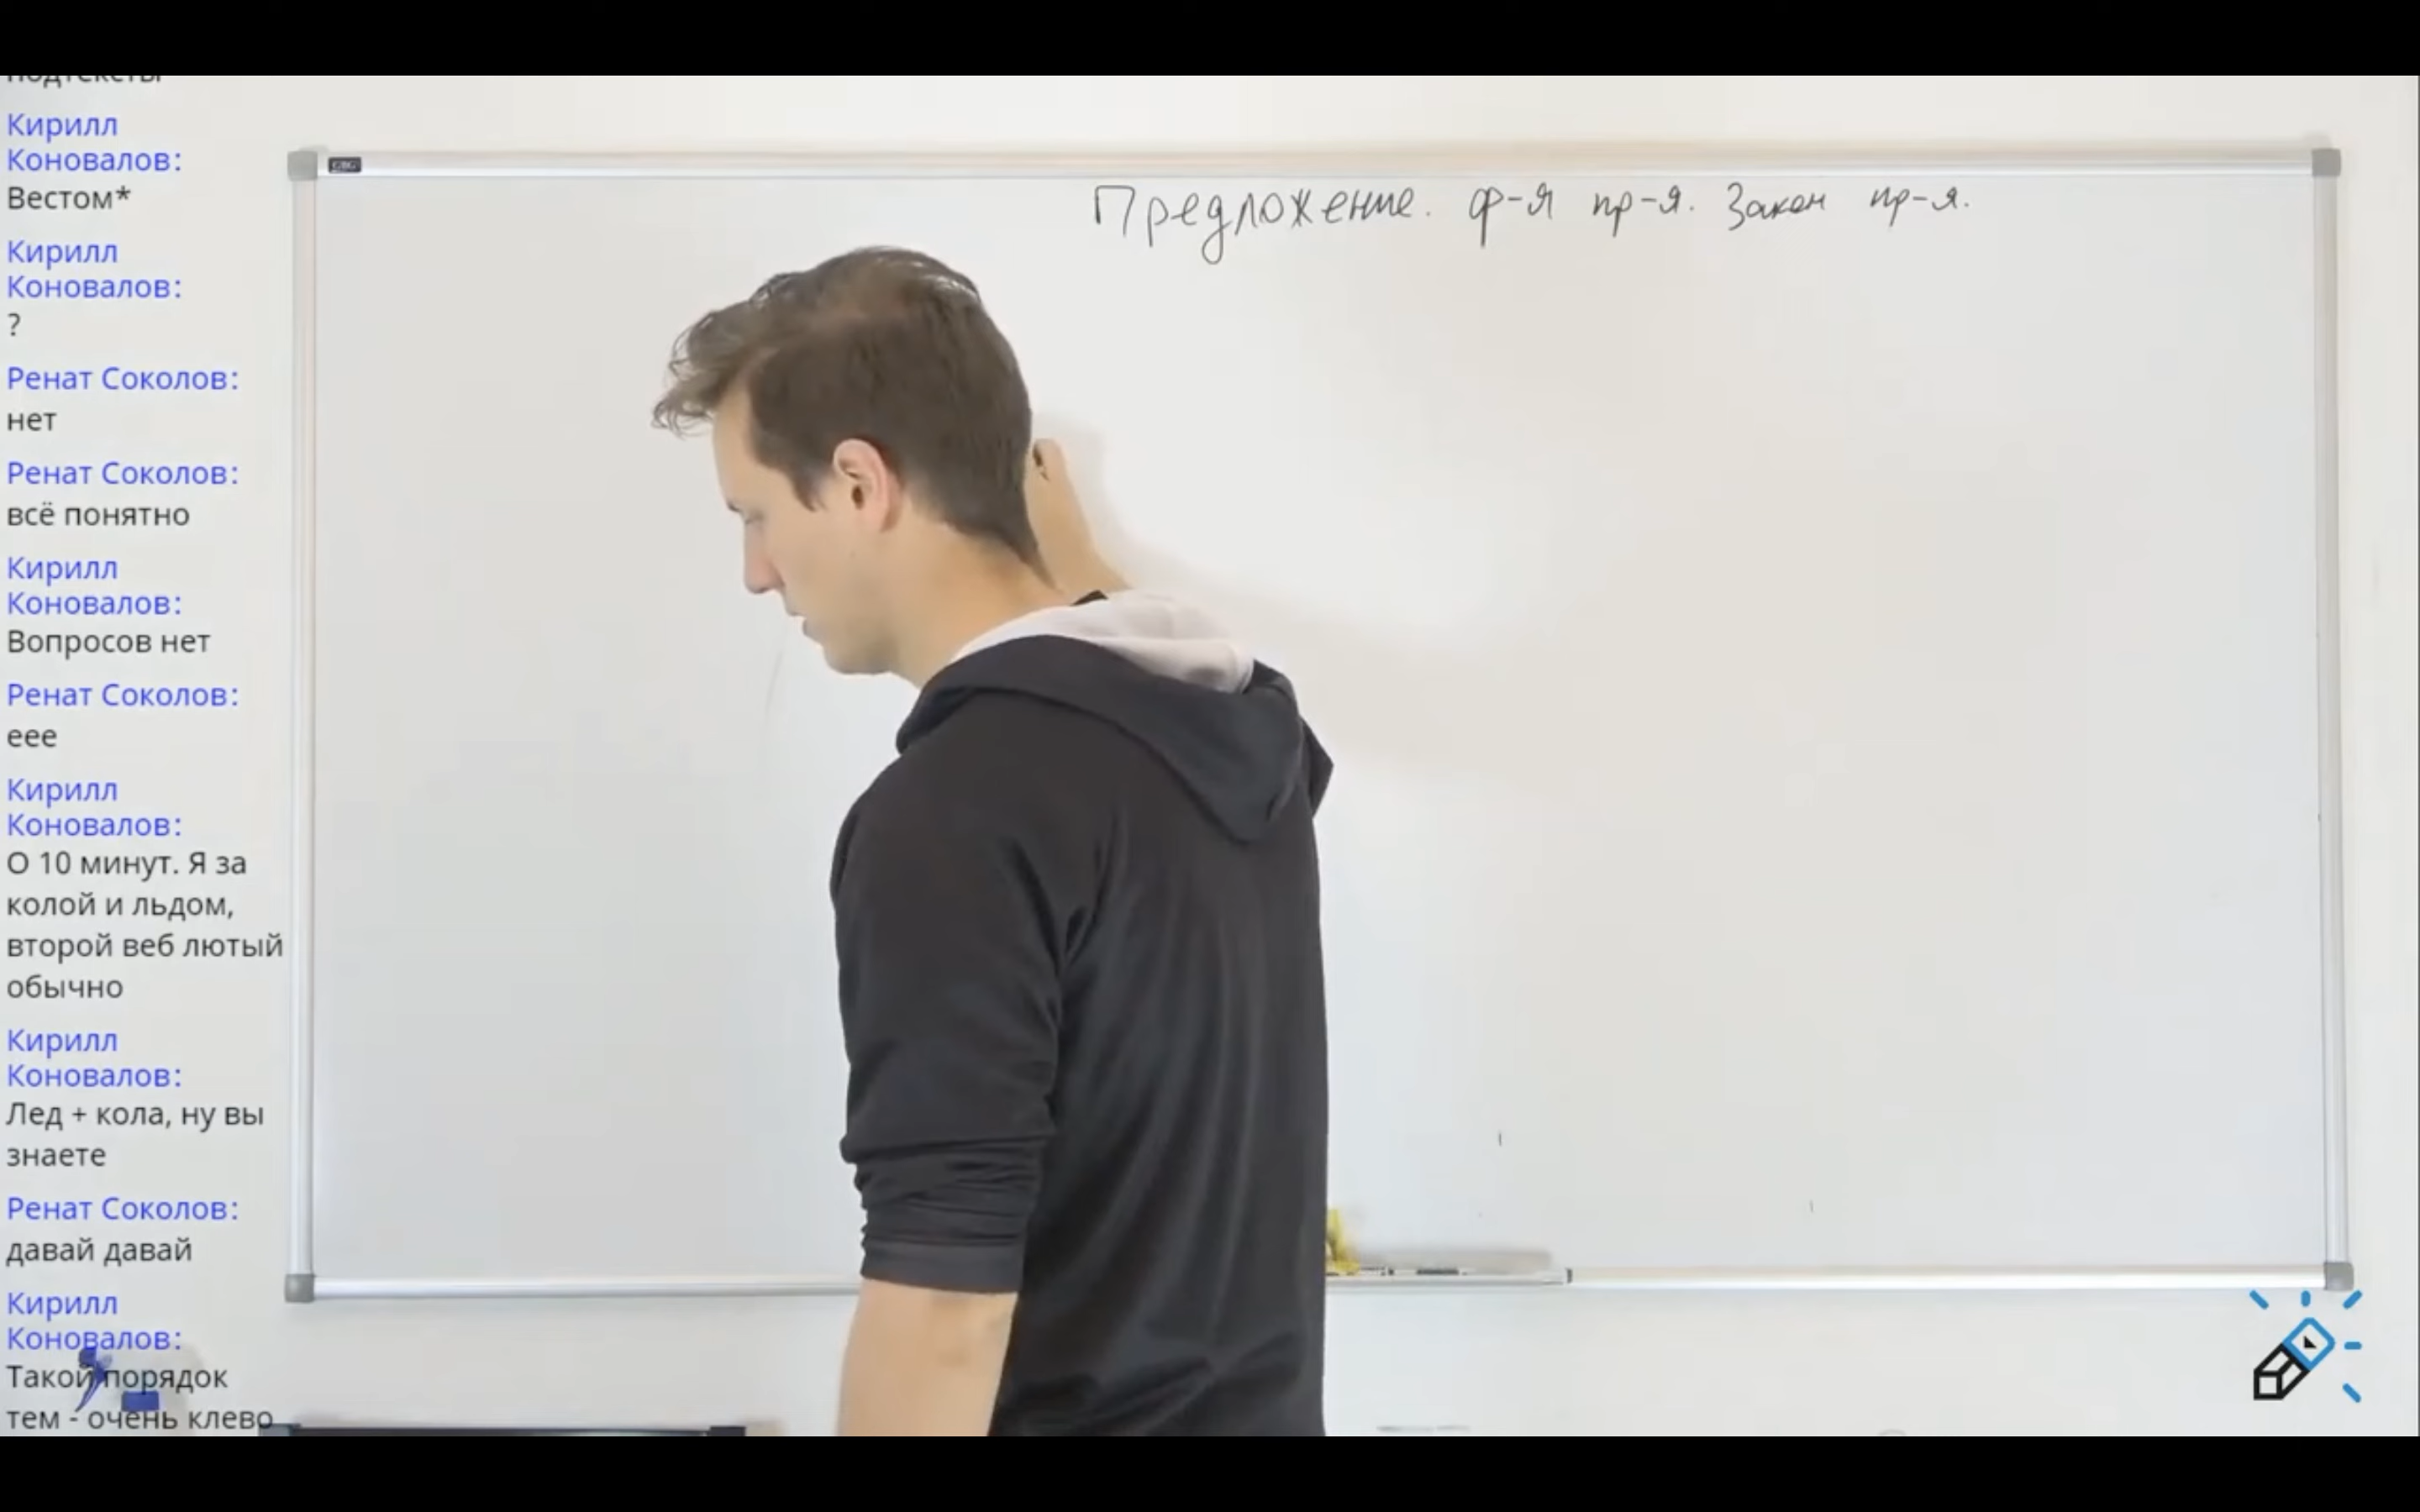 подтексты
Кирилл
Коновалов:
Вестом*
Кирилл
Коновалов:
?
Ренат Соколов:
нет
Ренат Соколов:
всё понятно
Кирилл
Коновалов:
Вопросов нет
Ренат Соколов:
еее
Кирилл
Коновалов:
О 10 минут. Я за
колой и льдом,
второй веб лютый
обычно
Кирилл
Коновалов:
Лед + кола, ну вы
знаете
Ренат Соколов:
давай давай
Кирилл
Коновалов:
Такой порядок
тем - очень клево
Предложение. ф-я пр-я. Закон пр-я.